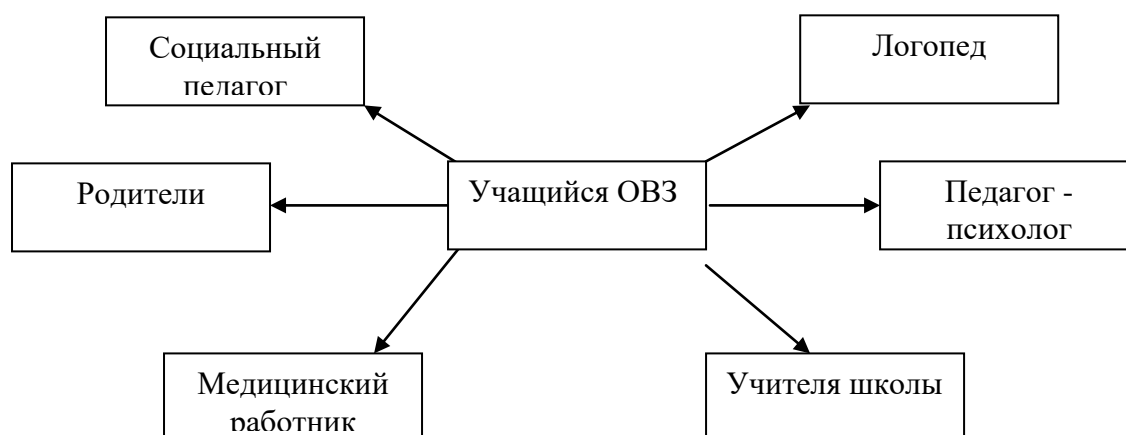 Социальный
педагог
Логопед
Родители
Учащийся ОВЗ
Педагог -
психолог
Медицинский
работник
Учителя школы